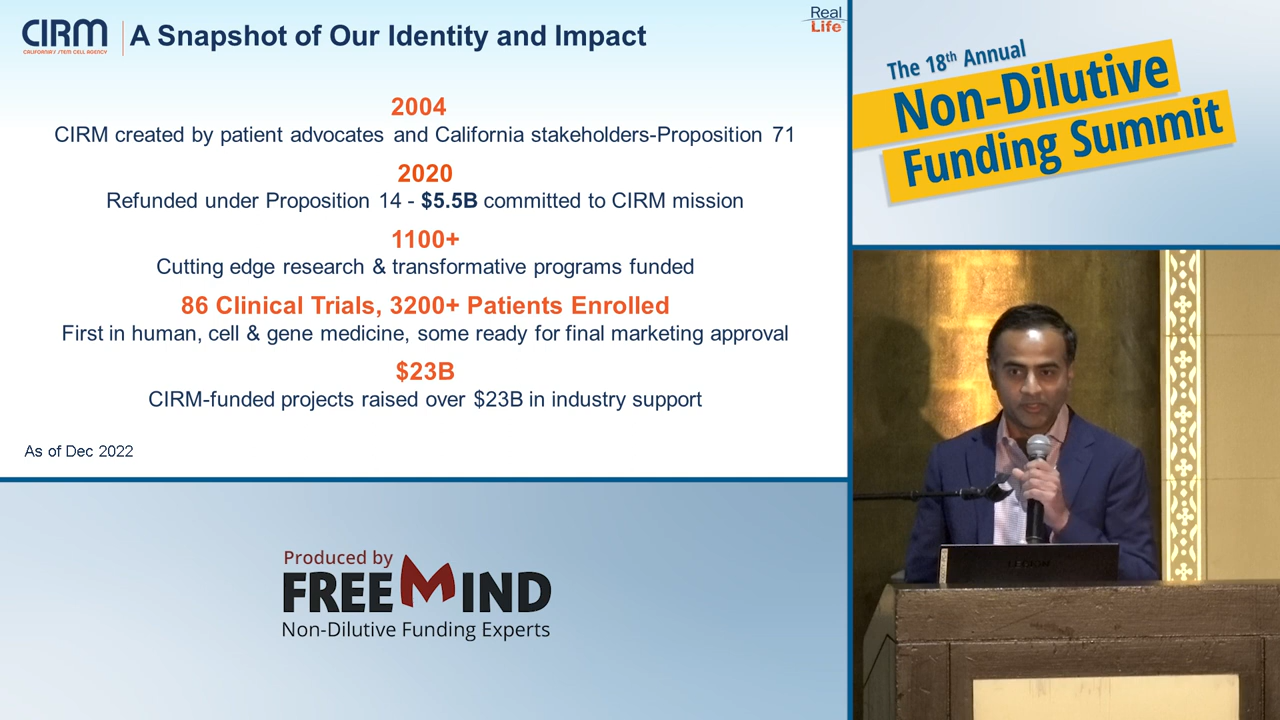 CIRM
CALIFORNIA'S STEM CELL AGENCY
A Snapshot of Our Identity and Impact
Real
Life
2004
CIRM created by patient advocates and California stakeholders-Proposition 71
2020
Refunded under Proposition 14 - $5.5B committed to CIRM mission
1100+
Cutting edge research & transformative programs funded
86 Clinical Trials, 3200+ Patients Enrolled
First in human, cell & gene medicine, some ready for final marketing approval
$23B
CIRM-funded projects raised over $23B in industry support
As of Dec 2022
The 18th Annual
Non-Dilutive
Funding Summit
Produced by
FREEMIND
Non-Dilutive Funding Experts
LEGION